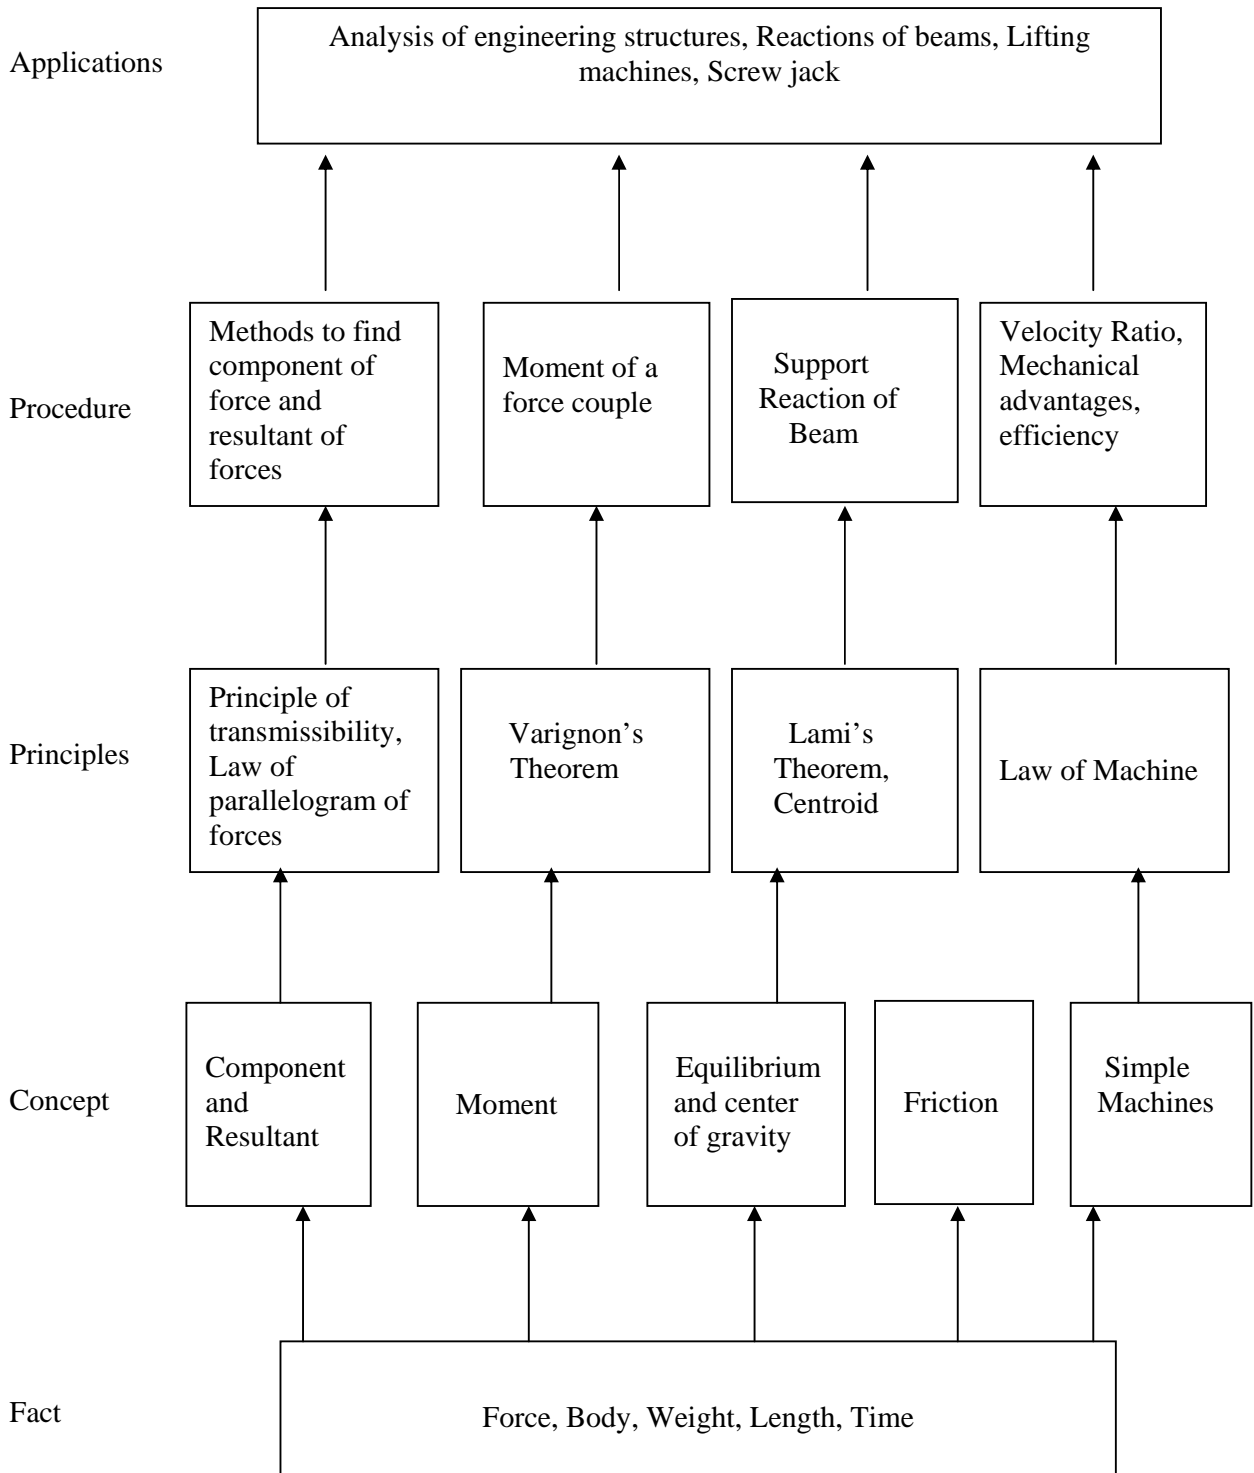 Applications
Analysis of engineering structures, Reactions of beams, Lifting
machines, Screw jack
Procedure
Methods to find
component of
force and
resultant of
forces
Moment of a
force couple
Support
Reaction of
Beam
Velocity Ratio,
Mechanical
advantages,
efficiency
Principles
Principle of
transmissibility,
Law of
parallelogram of
forces
Varignon’s
Theorem
Lami’s
Theorem,
Centroid
Law of Machine
Concept
Component
and
Resultant
Moment
Equilibrium
and center
of gravity
Friction
Simple
Machines
Fact
Force, Body, Weight, Length, Time